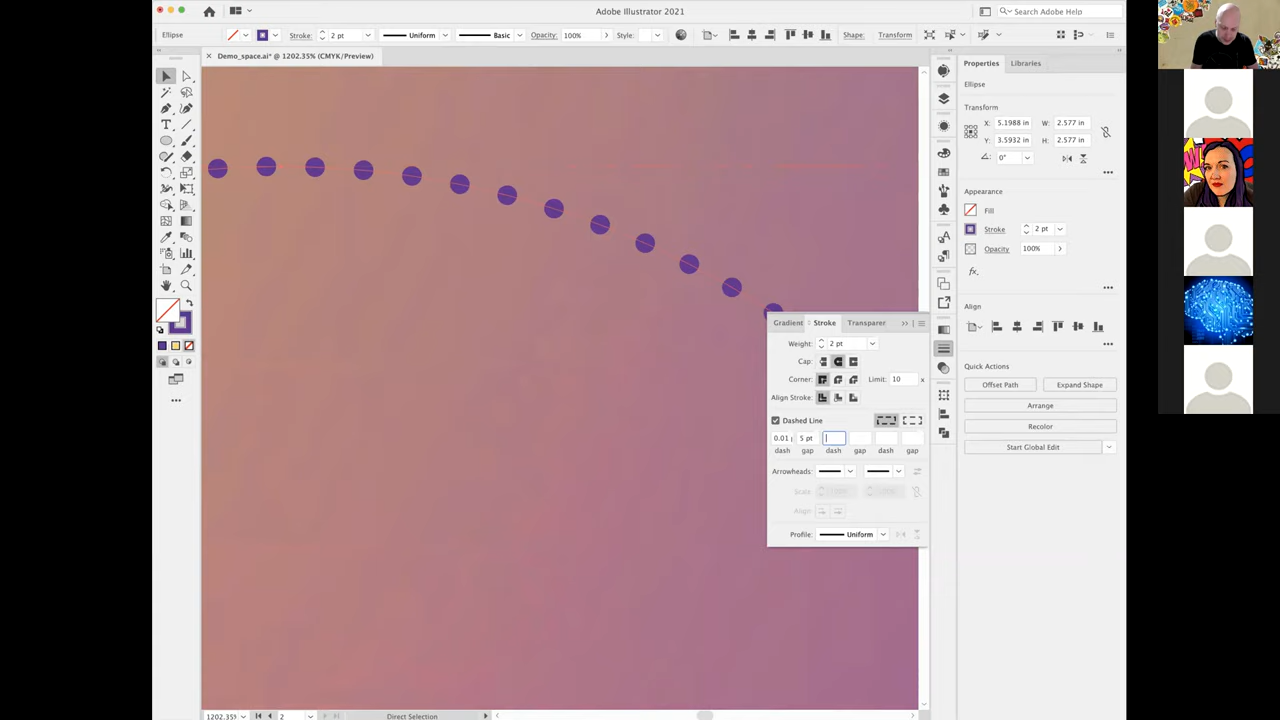 Adobe Illustrator 2021
Search Adobe Help
Ellipse
Stroke:
2 pt
Uniform
Basic
Opacity:
100%
Style:
Shape:
Transform
Demo_space.ai* @ 1202.35% (CMYK/Preview)
Properties
Libraries
Ellipse
Transform
X:
5.1988 in
W:
2.577 in
Y:
3.5932 in
H:
2.577 in
0°
Appearance
Fill
Stroke
2 pt
Opacity
100%
fx.
Align
Quick Actions
Offset Path
Expand Shape
Arrange
Recolor
Start Global Edit
Gradient
Stroke
Transparer
Weight:
2 pt
Cap:
Corner:
Limit:
10
x
Align Stroke:
Dashed Line
0.01
5 pt
dash
gap
dash
gap
dash
gap
Arrowheads:
Scale:
Align:
Profile:
Uniform
1202.35%
2
Direct Selection